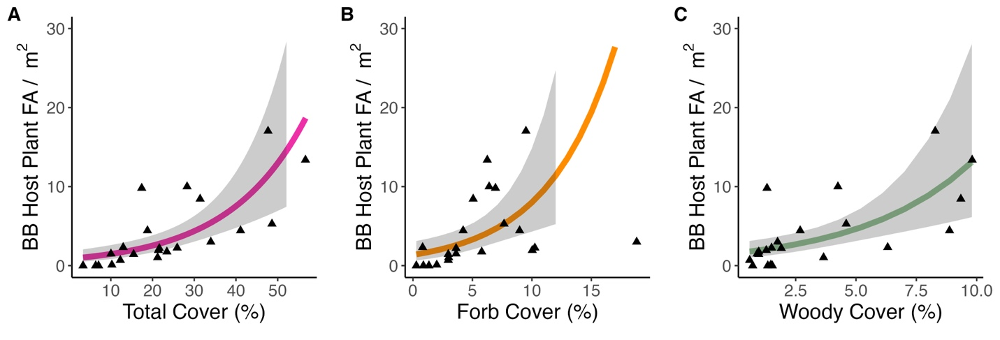 A
BB Host Plant FA / m²
30
20
10
0
10 20 30 40 50
Total Cover (%)
B
BB Host Plant FA / m²
30
20
10
0
0 5 10 15
Forb Cover (%)
C
BB Host Plant FA / m²
30
20
10
0
2.5 5.0 7.5 10.0
Woody Cover (%)